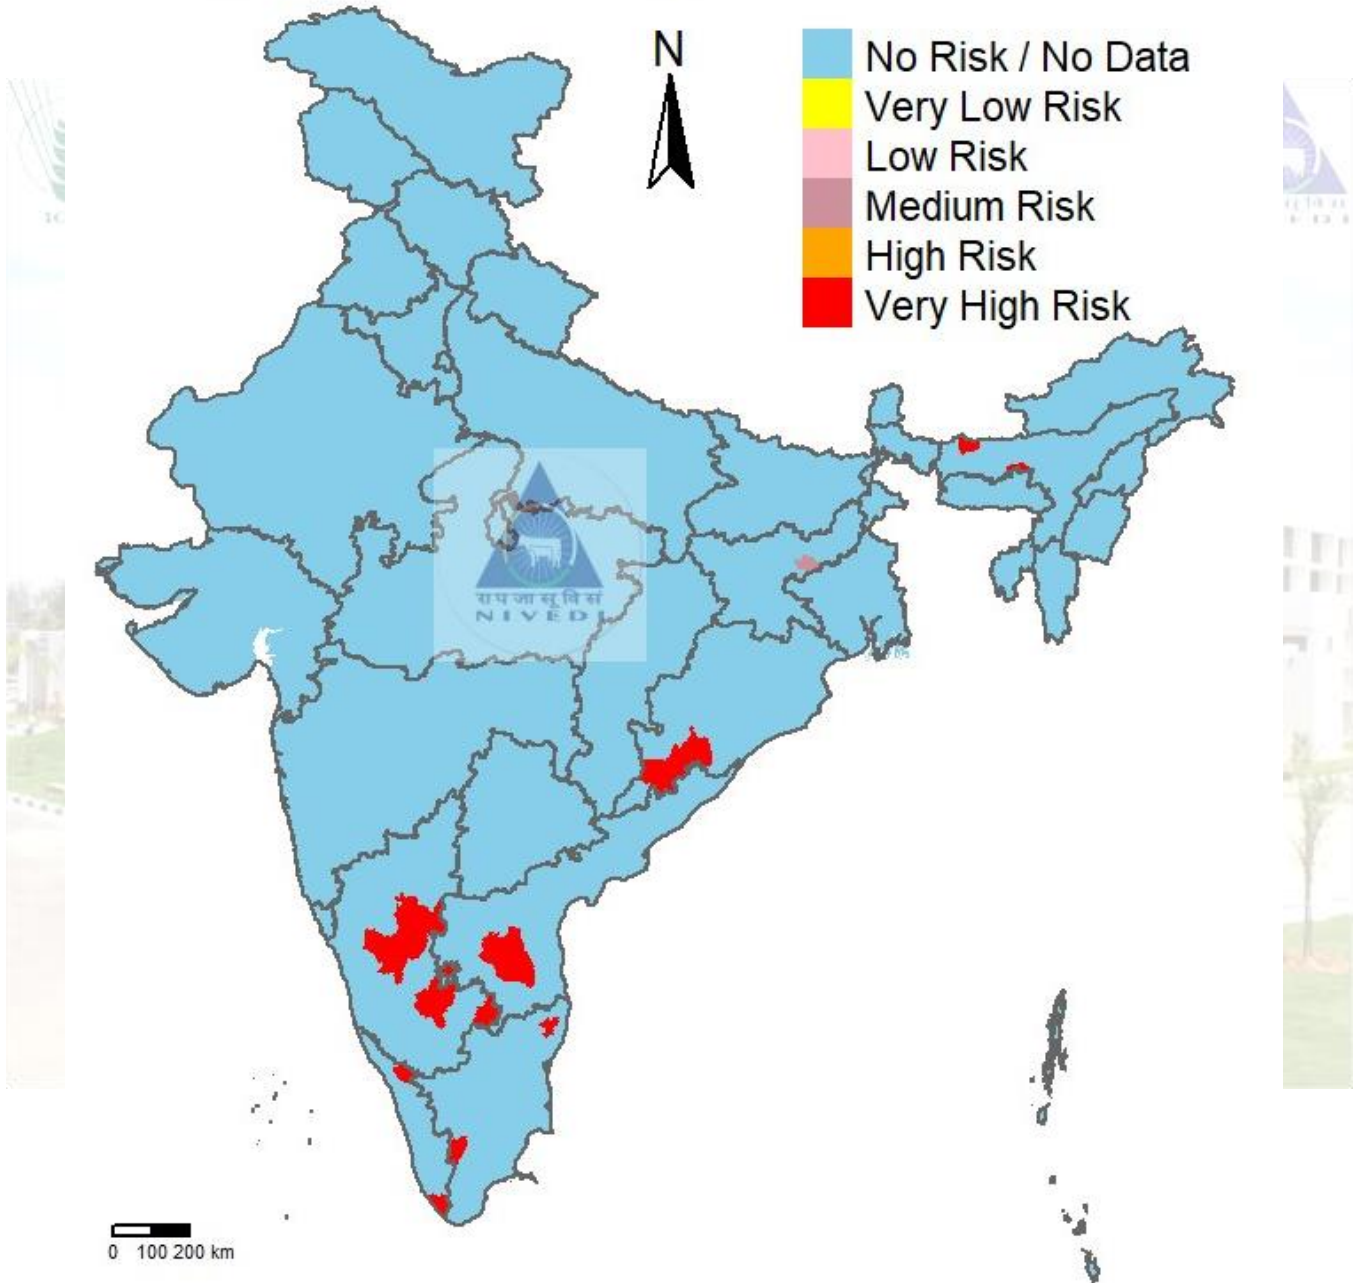 N
No Risk / No Data
Very Low Risk
Low Risk
Medium Risk
High Risk
Very High Risk
रापजासूविसं
NIVEDI
0 100 200 km